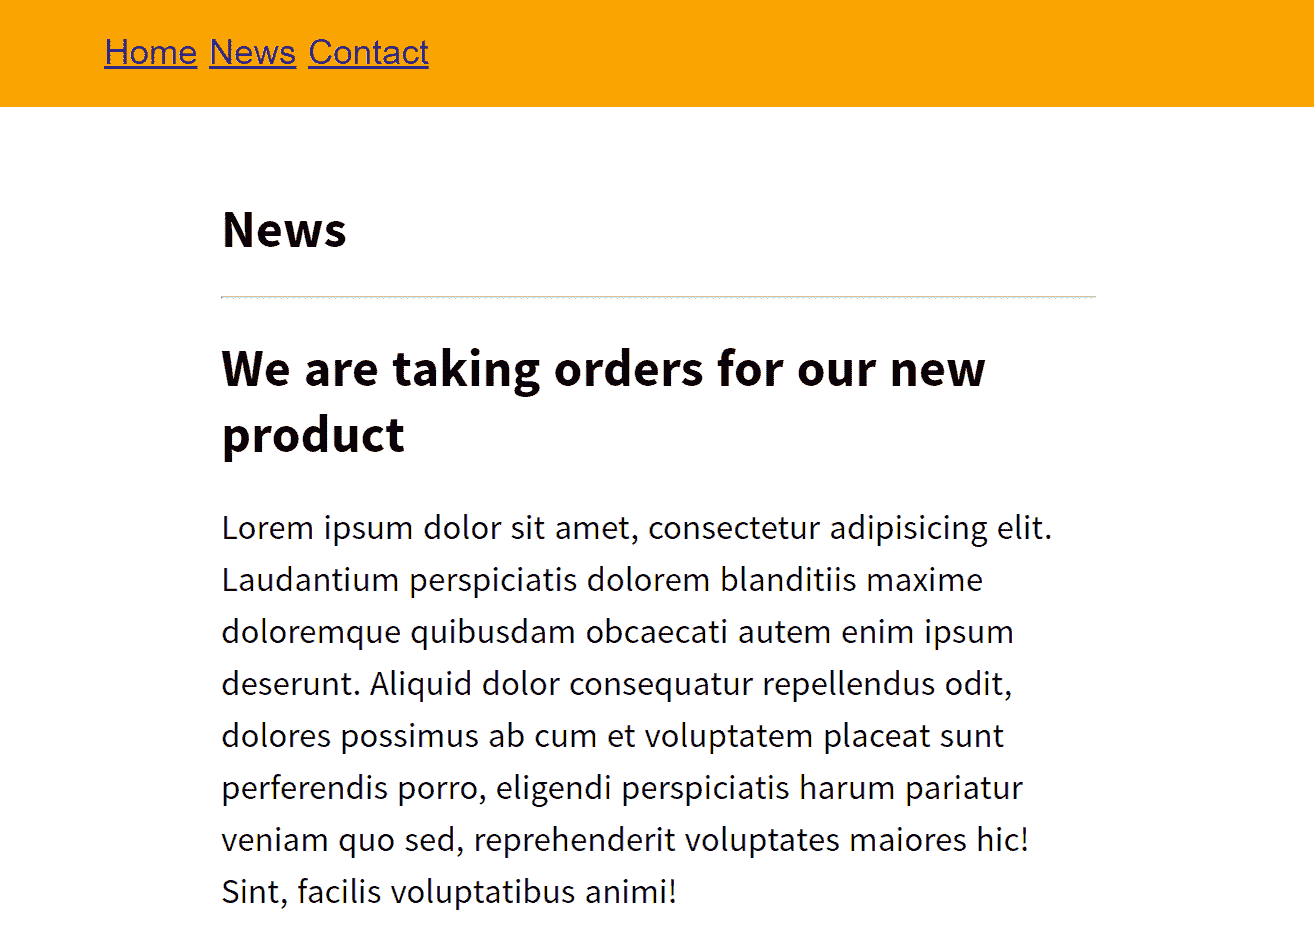 Home News Contact
News
We are taking orders for our new
product
Lorem ipsum dolor sit amet, consectetur adipisicing elit.
Laudantium perspiciatis dolorem blanditiis maxime
doloremque quibusdam obcaecati autem enim ipsum
deserunt. Aliquid dolor consequatur repellendus odit,
dolores possimus ab cum et voluptatem placeat sunt
perferendis porro, eligendi perspiciatis harum pariatur
veniam quo sed, reprehenderit voluptates maiores hic!
Sint, facilis voluptatibus animi!